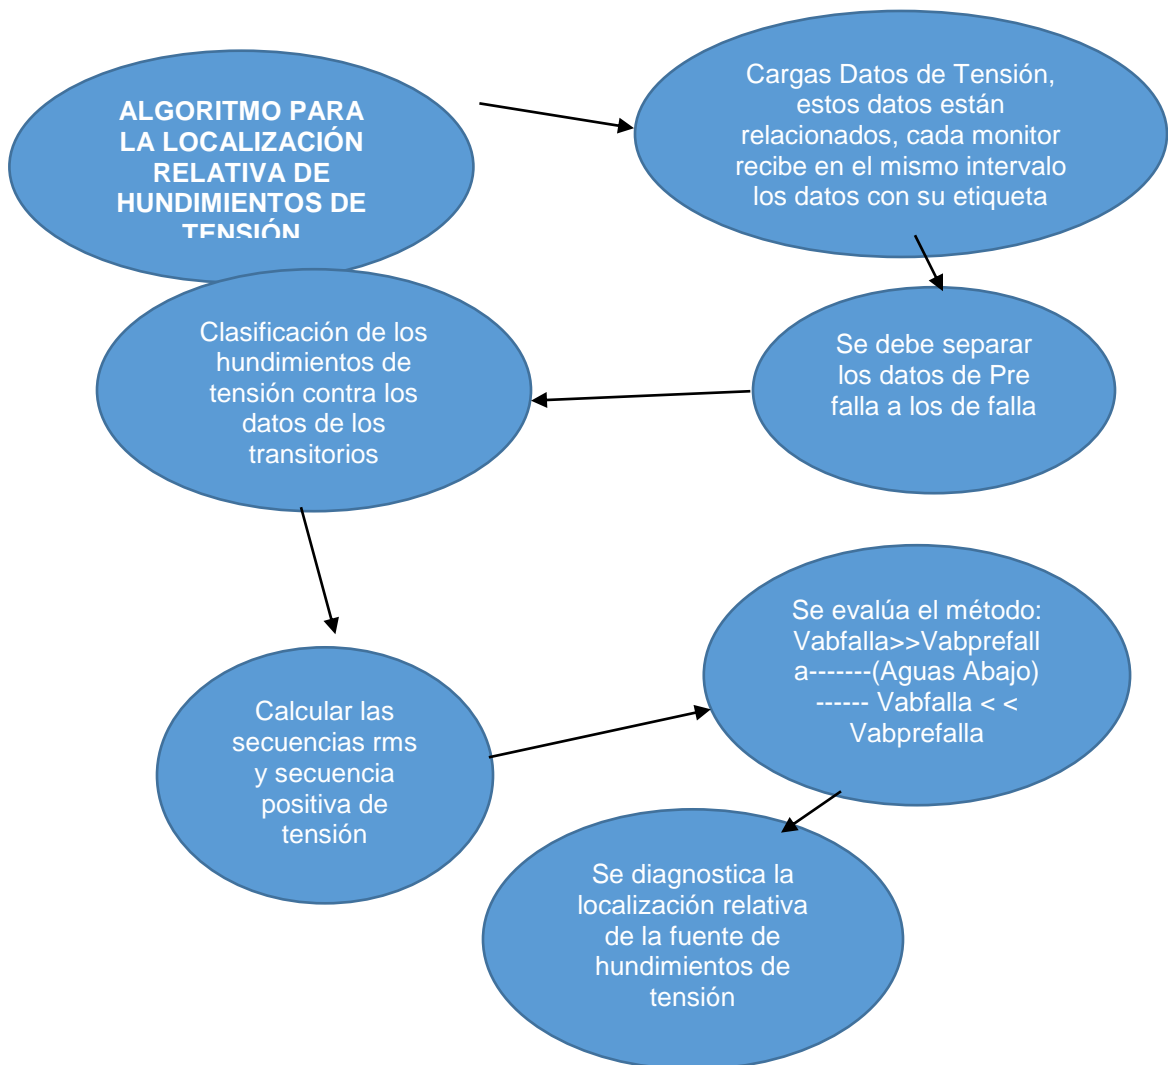 ALGORITMO PARA
LA LOCALIZACIÓN
RELATIVA DE
HUNDIMIENTOS DE
TENSIÓN
Cargas Datos de Tensión,
estos datos están
relacionados, cada monitor
recibe en el mismo intervalo
los datos con su etiqueta
Se debe separar
los datos de Pre
falla a los de falla
Clasificación de los
hundimientos de
tensión contra los
datos de los
transitorios
Calcular las
secuencias rms
y secuencia
positiva de
tensión
Se evalúa el método:
Vabfalla>>Vabprefall
a-------(Aguas Abajo)
------ Vabfalla < <
Vabprefalla
Se diagnostica la
localización relativa
de la fuente de
hundimientos de
tensión